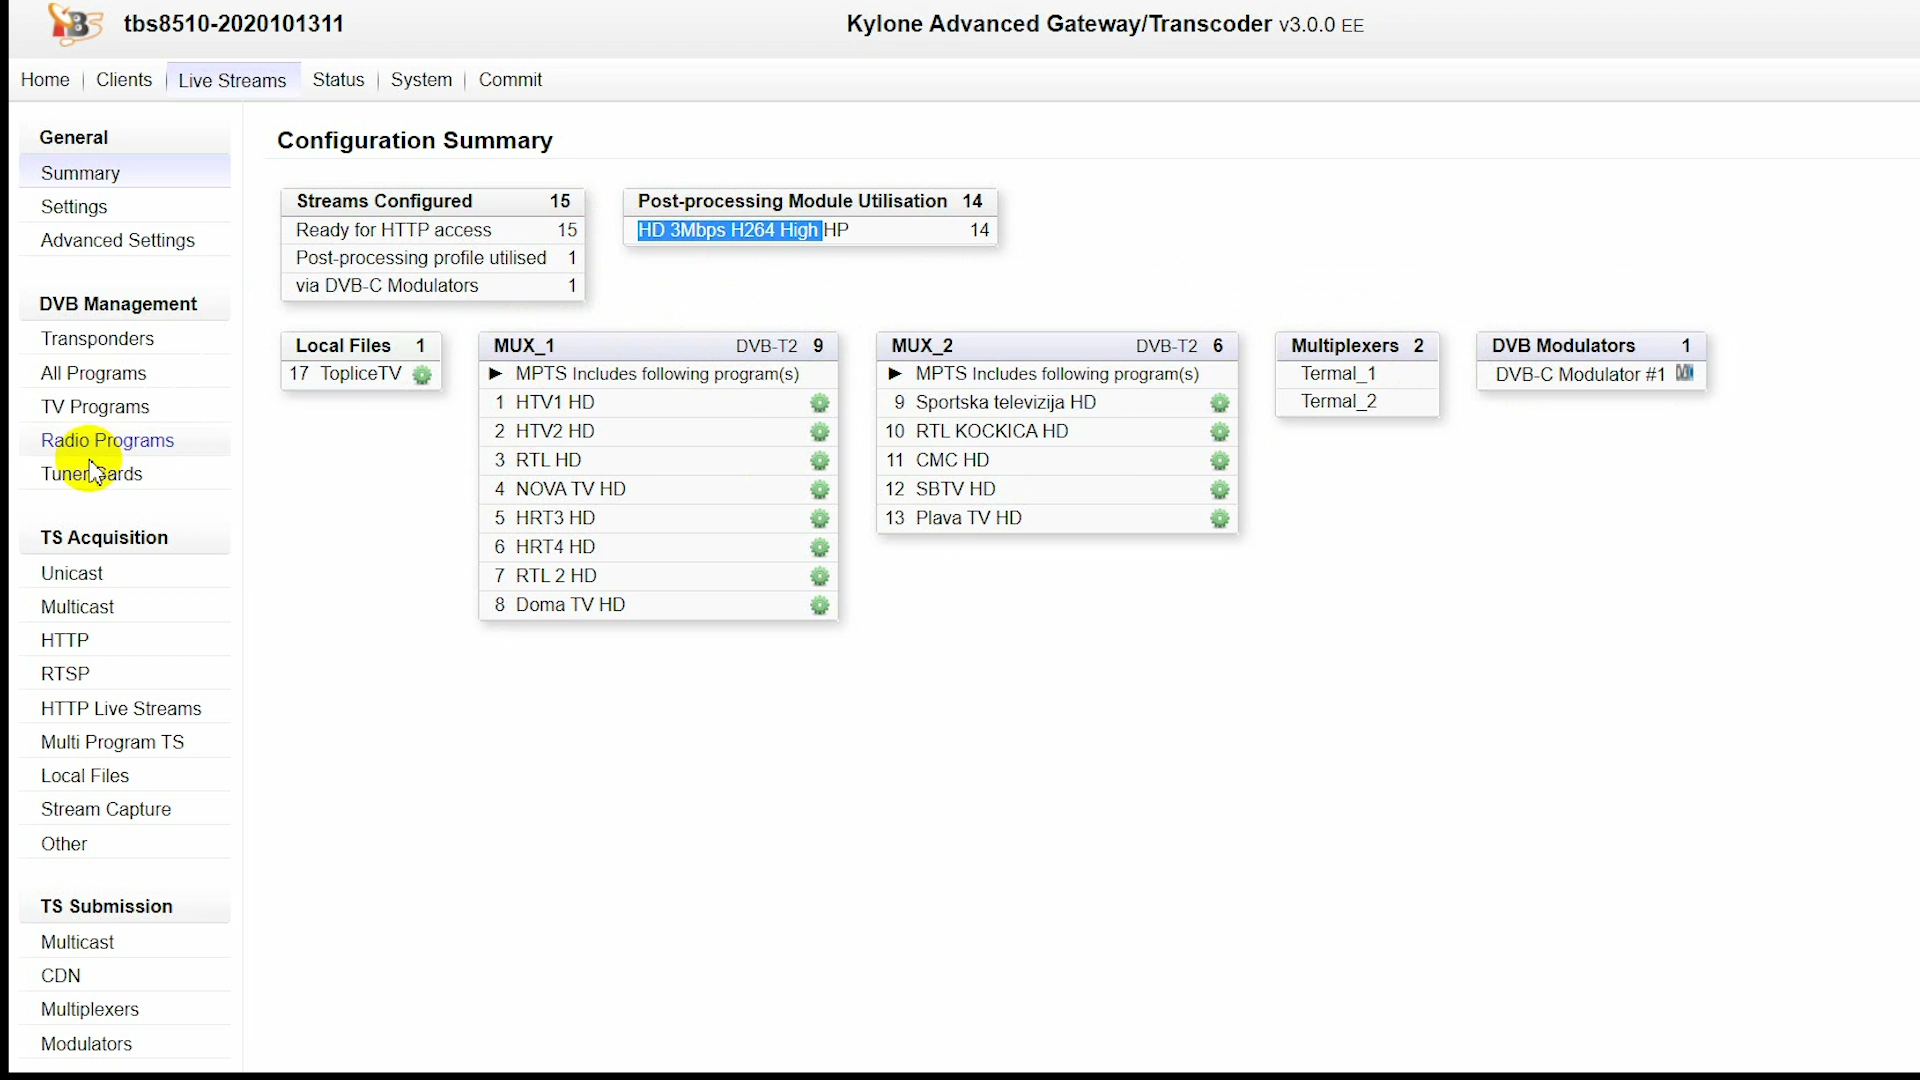 TBS tbs8510-2020101311
Kylone Advanced Gateway/Transcoder v3.0.0 EE
Home
Clients
Live Streams
Status
System
Commit
General
Summary
Settings
Advanced Settings
DVB Management
Transponders
All Programs
TV Programs
Radio Programs
Tuner Cards
TS Acquisition
Unicast
Multicast
HTTP
RTSP
HTTP Live Streams
Multi Program TS
Local Files
Stream Capture
Other
TS Submission
Multicast
CDN
Multiplexers
Modulators
Configuration Summary
Streams Configured 15
Ready for HTTP access 15
Post-processing profile utilised 1
via DVB-C Modulators 1
Post-processing Module Utilisation 14
HD 3Mbps H264 High HP 14
Local Files 1
17 TopliceTV
MUX_1 DVB-T2 9
▶ MPTS Includes following program(s)
1 HTV1 HD
2 HTV2 HD
3 RTL HD
4 NOVA TV HD
5 HRT3 HD
6 HRT4 HD
7 RTL 2 HD
8 Doma TV HD
MUX_2 DVB-T2 6
▶ MPTS Includes following program(s)
9 Sportska televizija HD
10 RTL KOCKICA HD
11 CMC HD
12 SBTV HD
13 Plava TV HD
Multiplexers 2
Termal_1
Termal_2
DVB Modulators 1
DVB-C Modulator #1